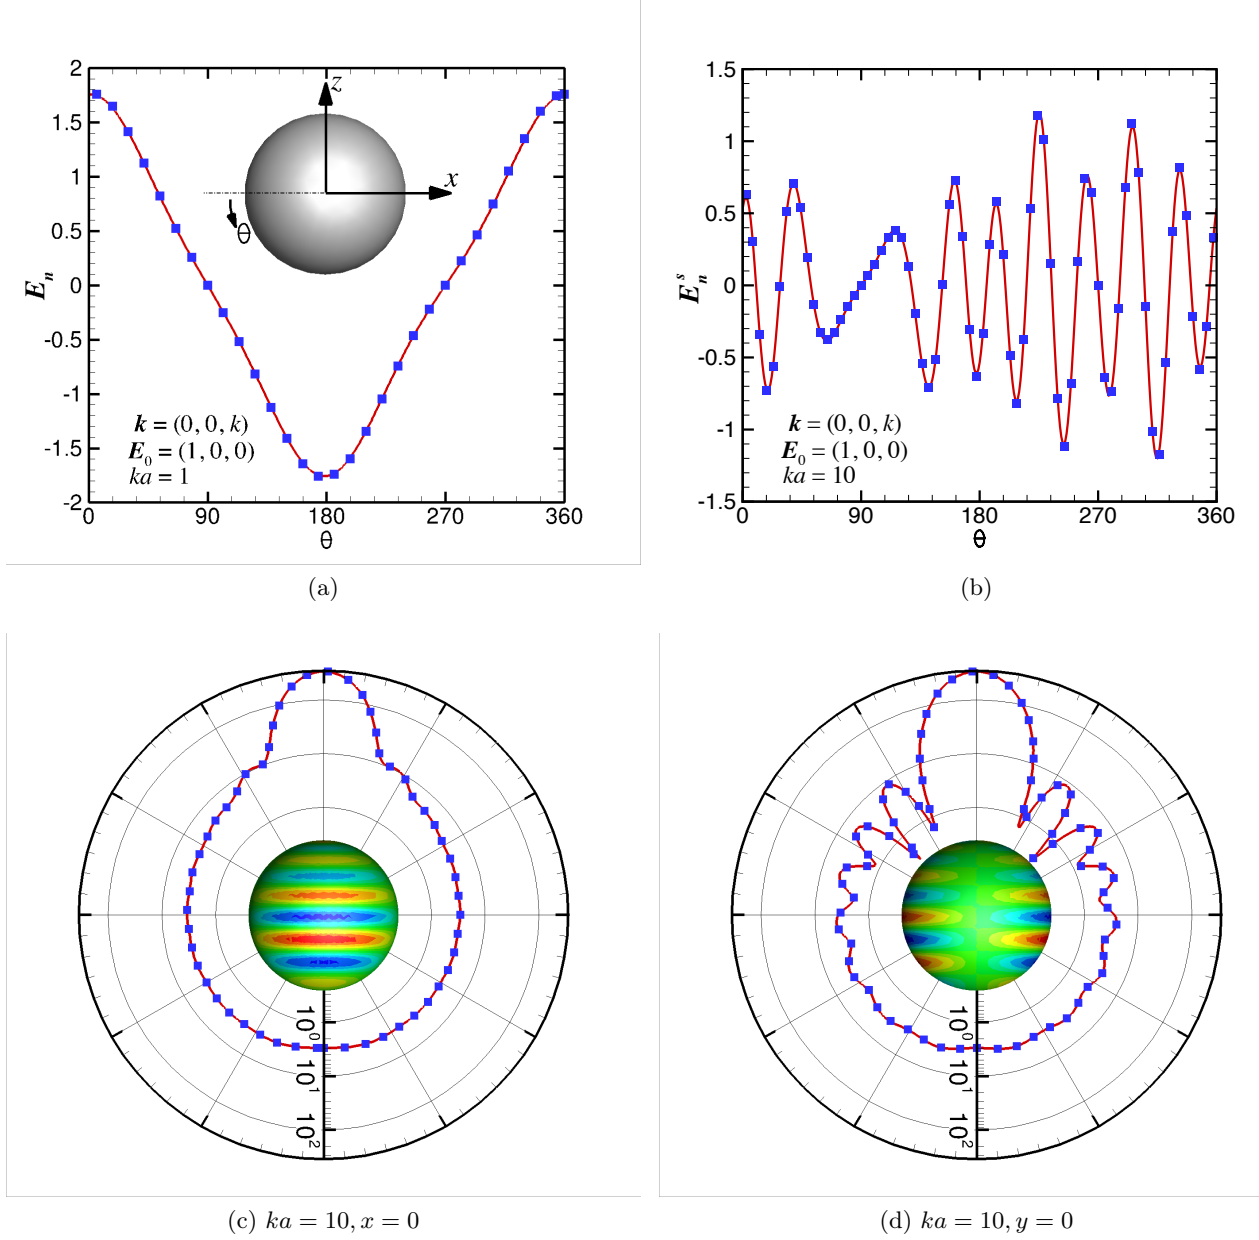 2
1.5
1
0.5
0
-0.5
-1
-1.5
-2
E_n
z
x
θ
k = (0, 0, k)
E_0 = (1, 0, 0)
ka = 1
0 90 180 270 360
θ
(a)
1.5
1
0.5
0
-0.5
-1
-1.5
E_n^s
k = (0, 0, k)
E_0 = (1, 0, 0)
ka = 10
0 90 180 270 360
θ
(b)
10^0
10^1
10^2
(c) ka = 10, x = 0
10^0
10^1
10^2
(d) ka = 10, y = 0